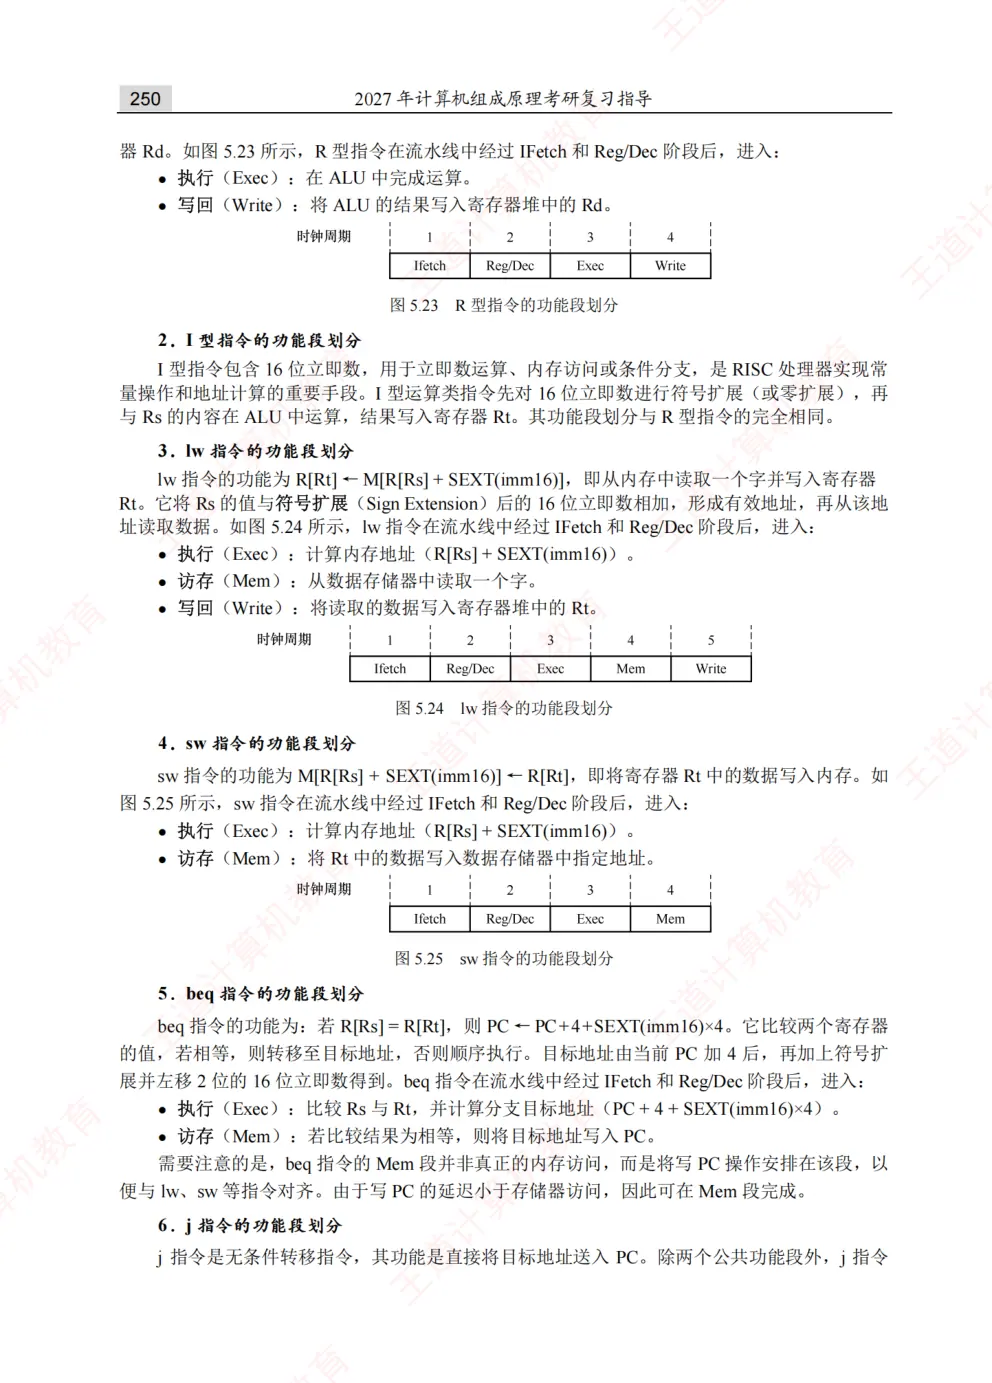 250
2027 年计算机组成原理考研复习指导
器 Rd。如图 5.23 所示，R 型指令在流水线中经过 IFetch 和 Reg/Dec 阶段后，进入：
● 执行（Exec）：在 ALU 中完成运算。
● 写回（Write）：将 ALU 的结果写入寄存器堆中的 Rd。
时钟周期 1 2 3 4
Ifetch Reg/Dec Exec Write
图 5.23 R 型指令的功能段划分
2．I 型指令的功能段划分
I 型指令包含 16 位立即数，用于立即数运算、内存访问或条件分支，是 RISC 处理器实现常
量操作和地址计算的重要手段。I 型运算类指令先对 16 位立即数进行符号扩展（或零扩展），再
与 Rs 的内容在 ALU 中运算，结果写入寄存器 Rt。其功能段划分与 R 型指令的完全相同。
3．lw 指令的功能段划分
lw 指令的功能为 R[Rt] ← M[R[Rs] + SEXT(imm16)]，即从内存中读取一个字并写入寄存器
Rt。它将 Rs 的值与符号扩展（Sign Extension）后的 16 位立即数相加，形成有效地址，再从该地
址读取数据。如图 5.24 所示，lw 指令在流水线中经过 IFetch 和 Reg/Dec 阶段后，进入：
● 执行（Exec）：计算内存地址（R[Rs] + SEXT(imm16)）。
● 访存（Mem）：从数据存储器中读取一个字。
● 写回（Write）：将读取的数据写入寄存器堆中的 Rt。
时钟周期 1 2 3 4 5
Ifetch Reg/Dec Exec Mem Write
图 5.24 lw 指令的功能段划分
4．sw 指令的功能段划分
sw 指令的功能为 M[R[Rs] + SEXT(imm16)] ← R[Rt]，即将寄存器 Rt 中的数据写入内存。如
图 5.25 所示，sw 指令在流水线中经过 IFetch 和 Reg/Dec 阶段后，进入：
● 执行（Exec）：计算内存地址（R[Rs] + SEXT(imm16)）。
● 访存（Mem）：将 Rt 中的数据写入数据存储器中指定地址。
时钟周期 1 2 3 4
Ifetch Reg/Dec Exec Mem
图 5.25 sw 指令的功能段划分
5．beq 指令的功能段划分
beq 指令的功能为：若 R[Rs] = R[Rt]，则 PC ← PC+4+SEXT(imm16)×4。它比较两个寄存器
的值，若相等，则转移至目标地址，否则顺序执行。目标地址由当前 PC 加 4 后，再加上符号扩
展并左移 2 位的 16 位立即数得到。beq 指令在流水线中经过 IFetch 和 Reg/Dec 阶段后，进入：
● 执行（Exec）：比较 Rs 与 Rt，并计算分支目标地址（PC + 4 + SEXT(imm16)×4）。
● 访存（Mem）：若比较结果为相等，则将目标地址写入 PC。
需要注意的是，beq 指令的 Mem 段并非真正的内存访问，而是将写 PC 操作安排在该段，以
便与 lw、sw 等指令对齐。由于写 PC 的延迟小于存储器访问，因此可在 Mem 段完成。
6．j 指令的功能段划分
j 指令是无条件转移指令，其功能是直接将目标地址送入 PC。除两个公共功能段外，j 指令
王道计算机教育